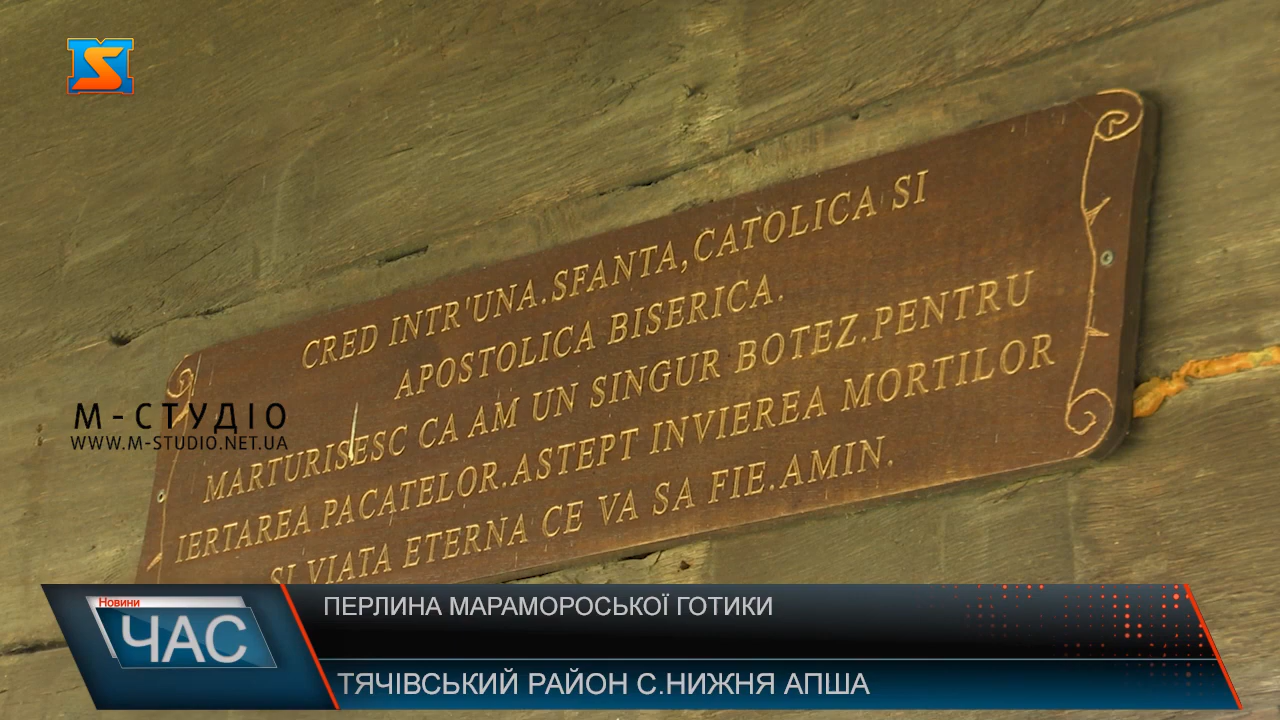 CRED INTR'UNA.SFANTA,CATOLICA SI
APOSTOLICA BISERICA.
MARTURISESC CA AM UN SINGUR BOTEZ.PENTRU
IERTAREA PACATELOR.ASTEPT INVIEREA MORTILOR
SI VIATA ETERNA CE VA SA FIE.AMIN.
М-СТУДІО
WWW.M-STUDIO.NET.UA
Новини
ЧАС
ПЕРЛИНА МАРАМОРОСЬКОЇ ГОТИКИ
ТЯЧІВСЬКИЙ РАЙОН С.НИЖНЯ АПША